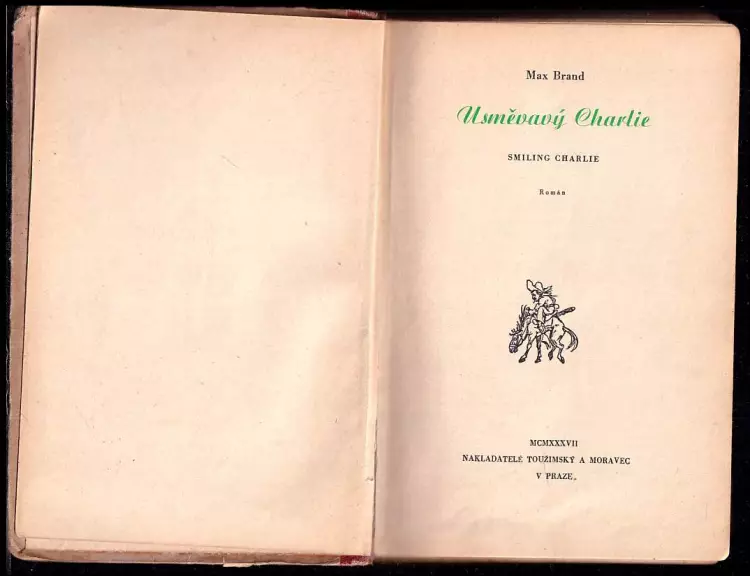 Max Brand
Usměvavý Charlie
SMILING CHARLIE
Román
MCMXXXVII
NAKLADATELÉ TOUŽIMSKÝ A MORAVEC
V PRAZE.